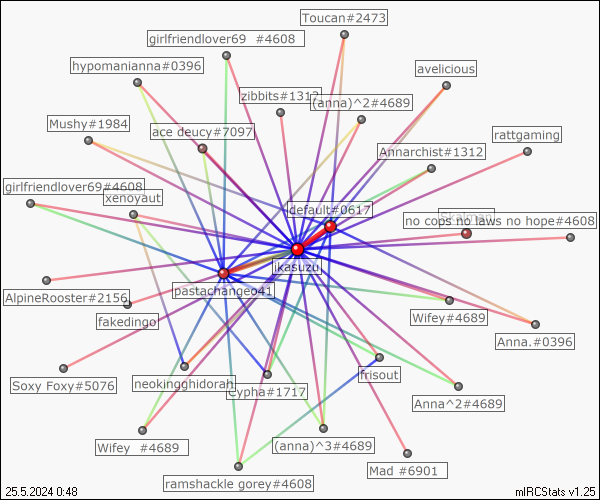 Toucan#2473
girlfriendlover69 #4608
hypomanianna#0396
avelicious
zibbits#1312
(anna)^2#4689
Mushy#1984
ace deucy#7097
rattgaming
Annarchist#1312
girlfriendlover69#4608
xenoyaut
default#0617
no cops no laws no hope#4608
ikasuzu
pastachange041
AlpineRooster#2156
fakedingo
Wifey#4689
Anna.#0396
frisout
Soxy Foxy#5076
neokingghidorah
Cypha#1717
Anna^2#4689
Wifey #4689
(anna)^3#4689
Mad #6901
ramshackle gorey#4608
25.5.2024 0:48
mIRCStats v1.25